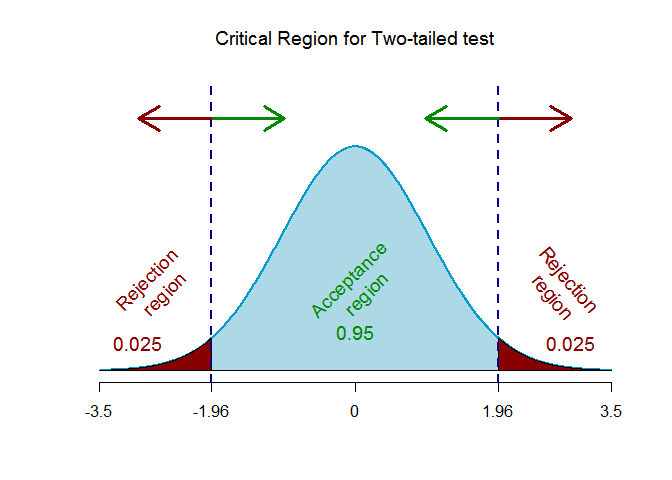 Critical Region for Two-tailed test
Rejection
region
0.025
Acceptance
region
0.95
Rejection
region
0.025
-3.5
-1.96
0
1.96
3.5